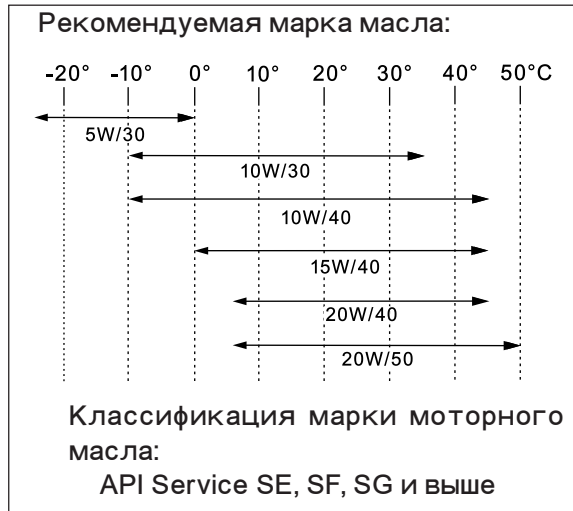 Рекомендуемая марка масла:
-20° -10° 0° 10° 20° 30° 40° 50°C
5W/30
10W/30
10W/40
15W/40
20W/40
20W/50
Классификация марки моторного
масла:
API Service SE, SF, SG и выше